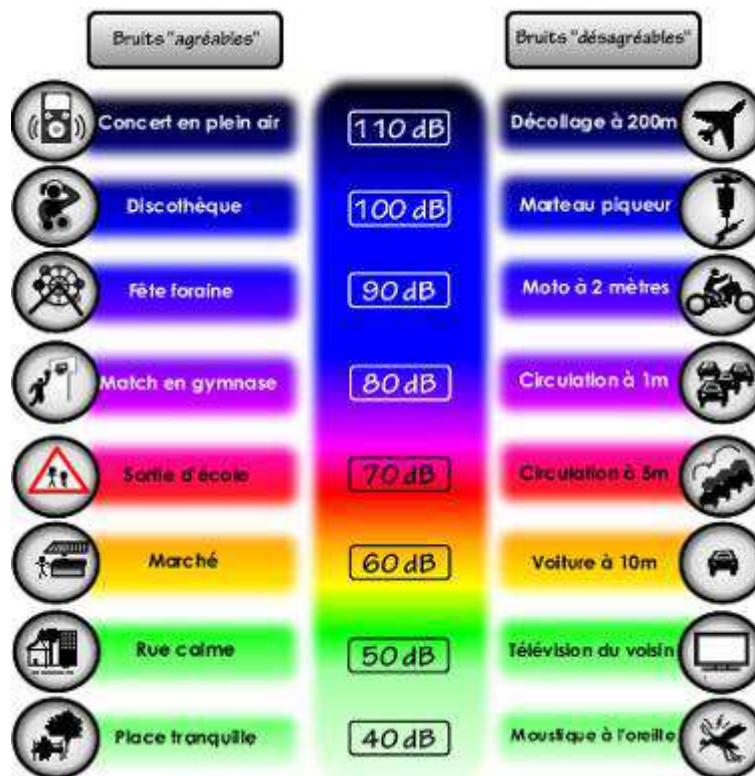 Bruits "agréables"
Bruits "désagréables"
Concert en plein air
110 dB
Décollage à 200m
Discothèque
100 dB
Marteau piqueur
Fête foraine
90 dB
Moto à 2 mètres
Match en gymnase
80 dB
Circulation à 1m
Sortie d'école
70 dB
Circulation à 5m
Marché
60 dB
Voiture à 10m
Rue calme
50 dB
Télévision du voisin
Place tranquille
40 dB
Moustique à l'oreille